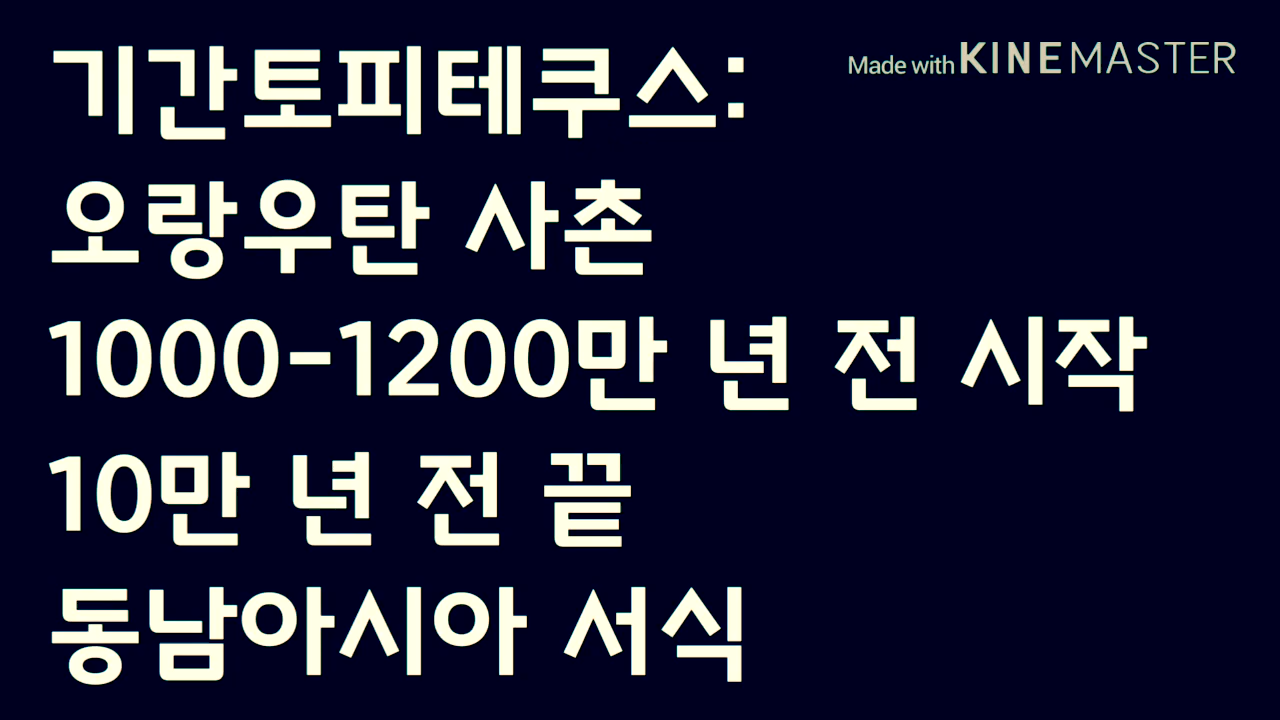 기간토피테쿠스:
Made with KINEMASTER
오랑우탄 사촌
1000-1200만 년 전 시작
10만 년 전 끝
동남아시아 서식